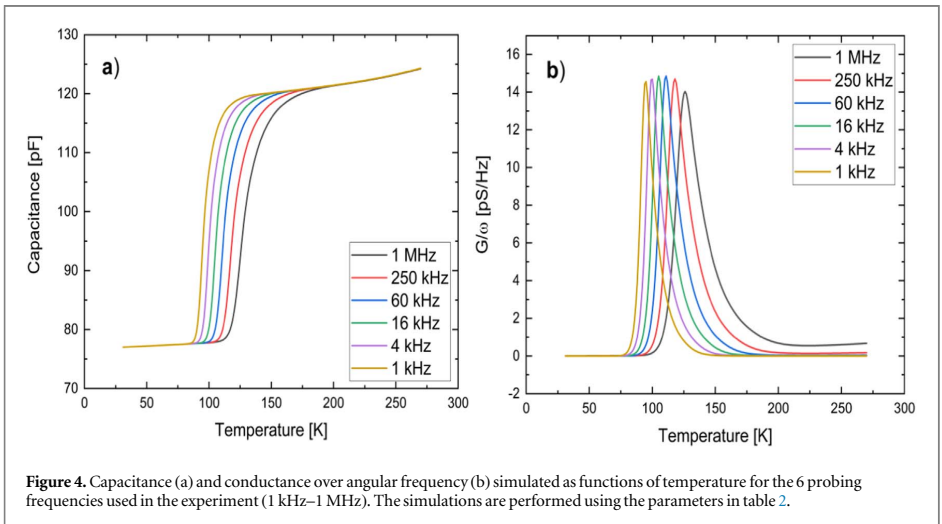 a)
130
120
110
100
90
80
70
Capacitance [pF]
0 50 100 150 200 250 300
Temperature [K]
1 MHz
250 kHz
60 kHz
16 kHz
4 kHz
1 kHz
b)
16
14
12
10
8
6
4
2
0
-2
G/ω [pS/Hz]
0 50 100 150 200 250 300
Temperature [K]
1 MHz
250 kHz
60 kHz
16 kHz
4 kHz
1 kHz
Figure 4. Capacitance (a) and conductance over angular frequency (b) simulated as functions of temperature for the 6 probing
frequencies used in the experiment (1 kHz–1 MHz). The simulations are performed using the parameters in table 2.